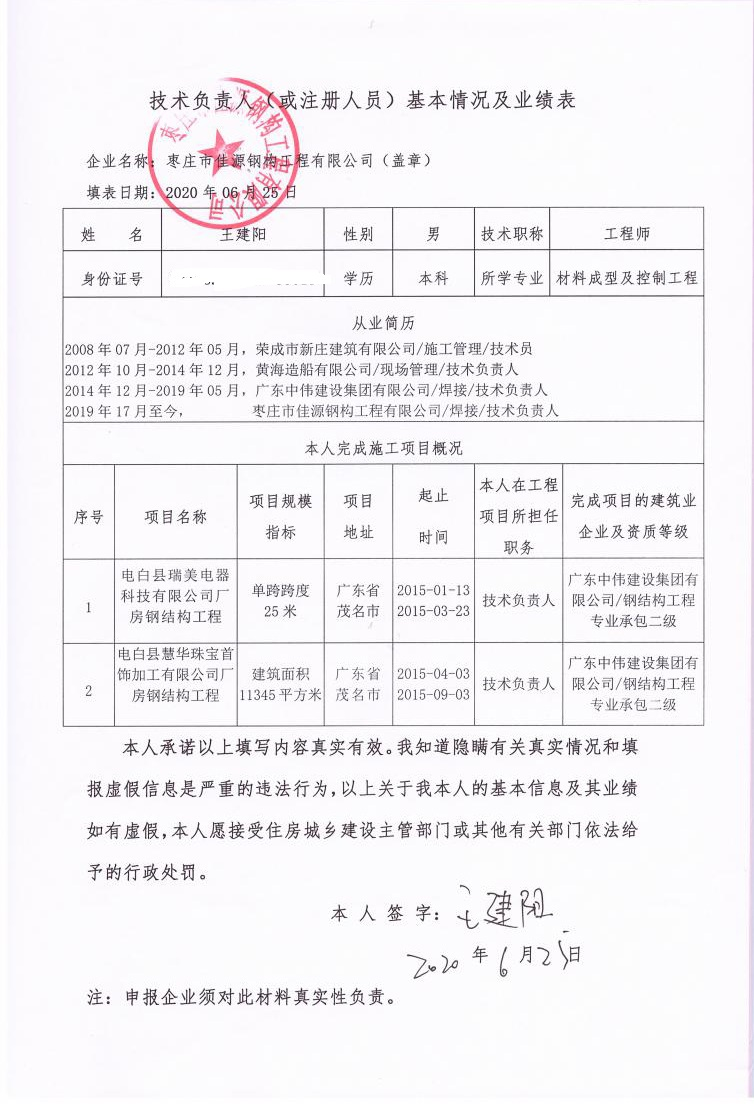 技术负责人（或注册人员）基本情况及业绩表
企业名称：枣庄市佳源钢构工程有限公司（盖章）
填表日期：2020 年 06 月 25 日
姓 名 王建阳 性别 男 技术职称 工程师
身份证号 学历 本科 所学专业 材料成型及控制工程
从业简历
2008 年 07 月-2012 年 05 月，荣成市新庄建筑有限公司/施工管理/技术员
2012 年 10 月-2014 年 12 月，黄海造船有限公司/现场管理/技术负责人
2014 年 12 月-2019 年 05 月，广东中伟建设集团有限公司/焊接/技术负责人
2019 年 17 月至今， 枣庄市佳源钢构工程有限公司/焊接/技术负责人
本人完成施工项目概况
序号
项目名称
项目规模
指标
项目
地址
起止
时间
本人在工程
项目所担任
职务
完成项目的建筑业
企业及资质等级
1
电白县瑞美电器
科技有限公司厂
房钢结构工程
单跨跨度
25 米
广东省
茂名市
2015-01-13
2015-03-23
技术负责人
广东中伟建设集团有
限公司/钢结构工程
专业承包二级
2
电白县慧华珠宝首
饰加工有限公司厂
房钢结构工程
建筑面积
11345 平方米
广东省
茂名市
2015-04-03
2015-09-03
技术负责人
广东中伟建设集团有
限公司/钢结构工程
专业承包二级
本人承诺以上填写内容真实有效。我知道隐瞒有关真实情况和填
报虚假信息是严重的违法行为，以上关于我本人的基本信息及其业绩
如有虚假，本人愿接受住房城乡建设主管部门或其他有关部门依法给
予的行政处罚。
本 人 签 字：王建阳
2020 年 6 月 25 日
注：申报企业须对此材料真实性负责。